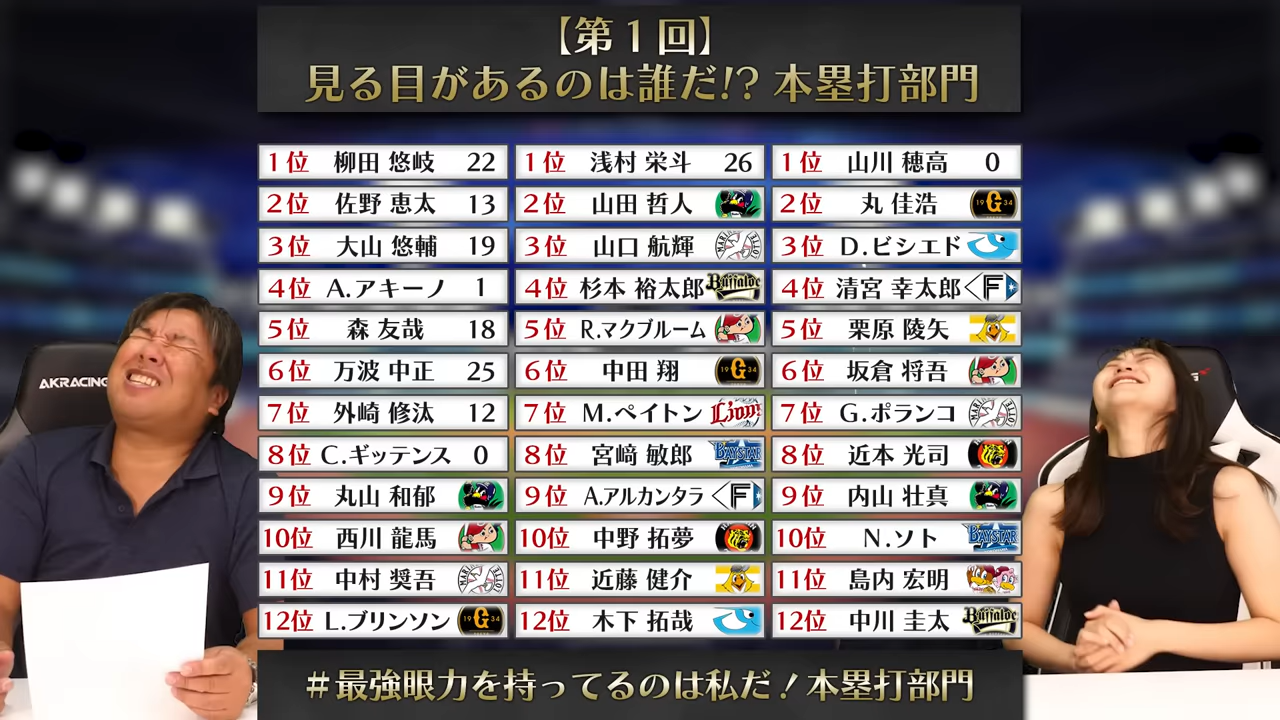 【第1回】
見る目があるのは誰だ!? 本塁打部門
1位 柳田 悠岐 22
2位 佐野 恵太 13
3位 大山 悠輔 19
4位 A.アキーノ 1
5位 森 友哉 18
6位 万波 中正 25
7位 外崎 修汰 12
8位 C.ギッテンス 0
9位 丸山 和郁
10位 西川 龍馬
11位 中村 奨吾
12位 L.ブリンソン 19 G 34
1位 浅村 栄斗 26
2位 山田 哲人
3位 山口 航輝
4位 杉本 裕太郎 Buffaloes
5位 R.マクブルーム
6位 中田 翔 19 G 34
7位 M.ペイトン Lions
8位 宮﨑 敏郎 BAYSTARS
9位 A.アルカンタラ F
10位 中野 拓夢
11位 近藤 健介
12位 木下 拓哉
1位 山川 穂高 0
2位 丸 佳浩 19 G 34
3位 D.ビシエド
4位 清宮 幸太郎 F
5位 栗原 陵矢
6位 坂倉 将吾
7位 G.ポランコ
8位 近本 光司
9位 内山 壮真
10位 N.ソト BAYSTARS
11位 島内 宏明
12位 中川 圭太 Buffaloes
#最強眼力を持ってるのは私だ!本塁打部門
AKRACING